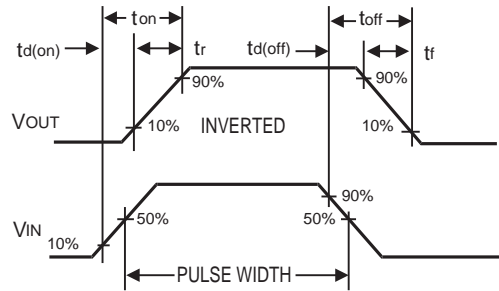 ton
toff
td(on)
tr
td(off)
tf
90%
90%
VOUT
10%
INVERTED
10%
90%
VIN
50%
50%
10%
PULSE WIDTH